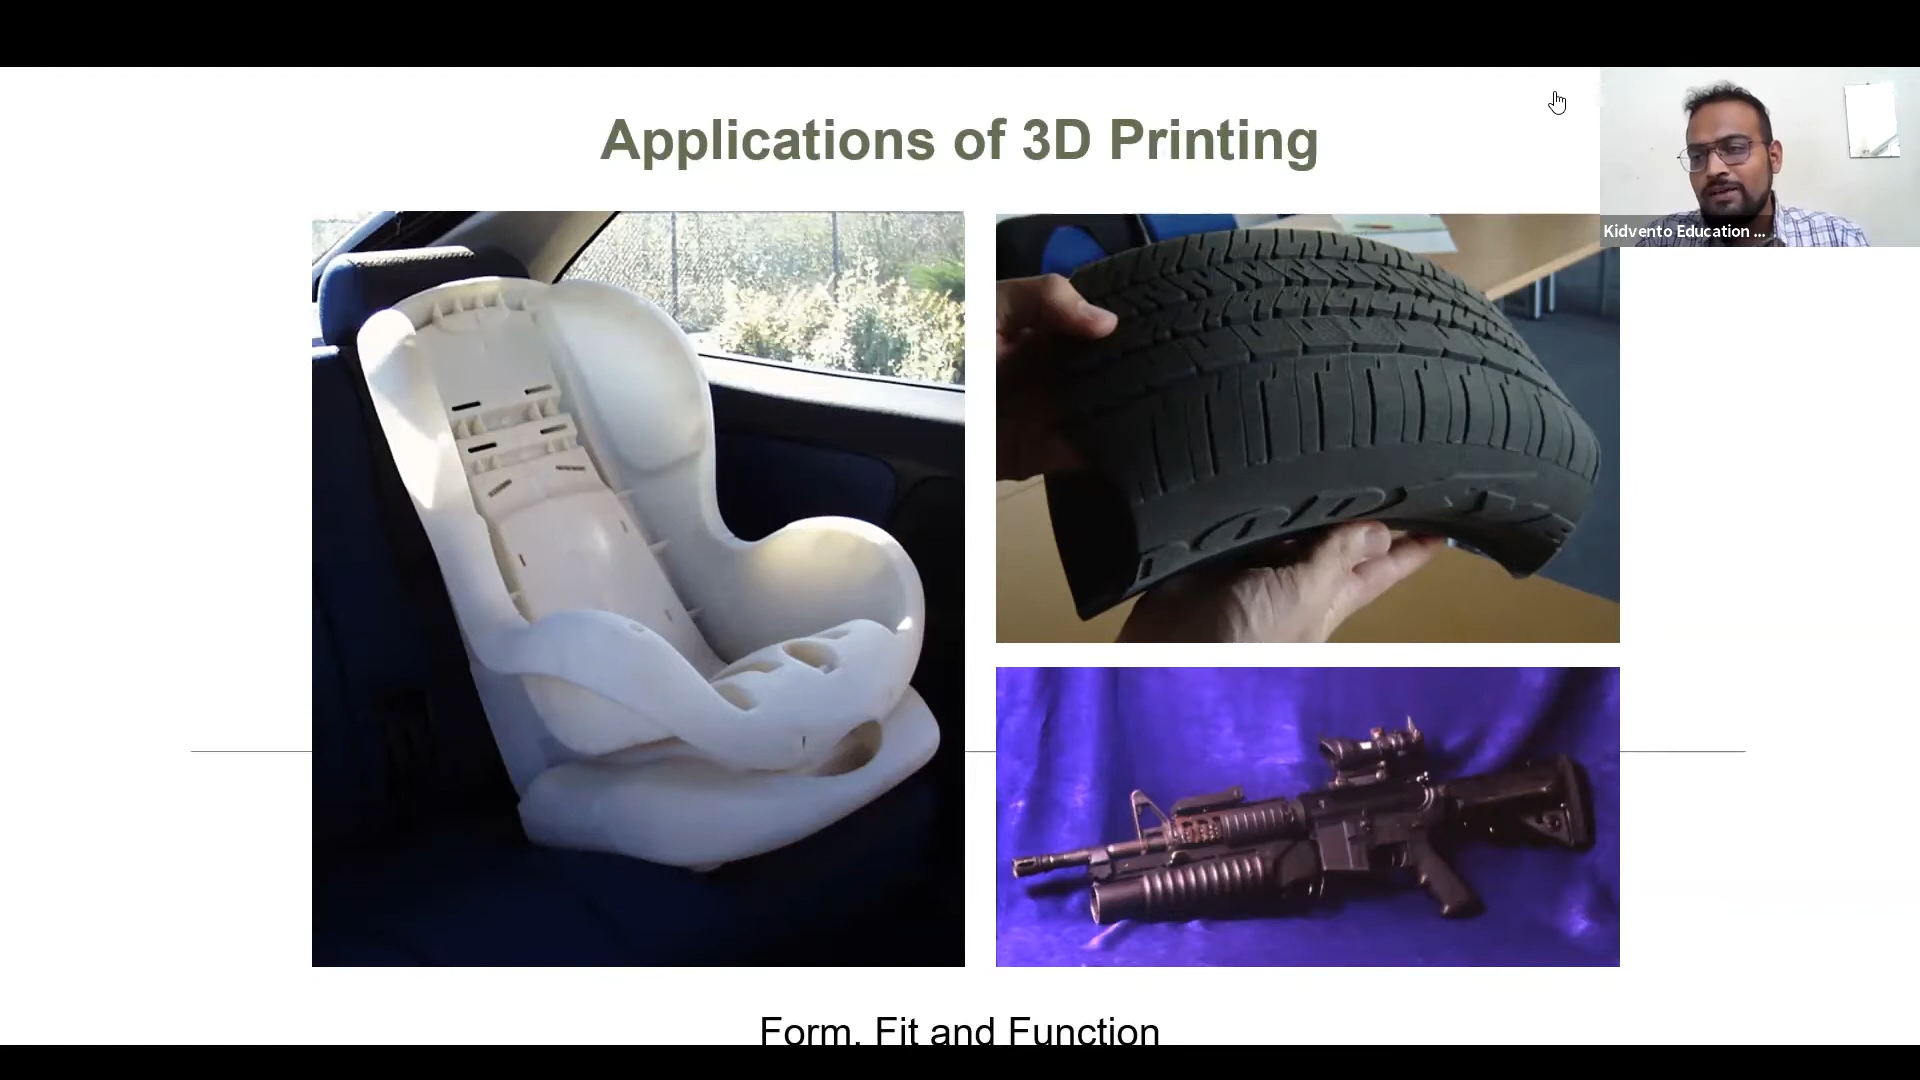 Applications of 3D Printing
Kidvento Education ...
Form, Fit and Function